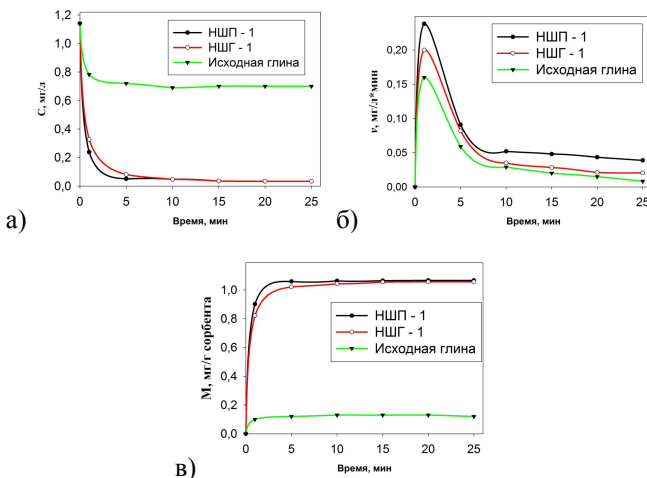 1,4
1,2
1,0
0,8
0,6
0,4
0,2
0,0
C, мг/л
НШП - 1
НШГ - 1
Исходная глина
0 5 10 15 20 25
Время, мин
а)
0,20
0,15
0,10
0,05
0,00
v, мг/л*мин
НШП - 1
НШГ - 1
Исходная глина
0 5 10 15 20 25
Время, мин
б)
1,0
0,8
0,6
0,4
0,2
0,0
М, мг/г сорбента
НШП - 1
НШГ - 1
Исходная глина
0 5 10 15 20 25
Время, мин
в)